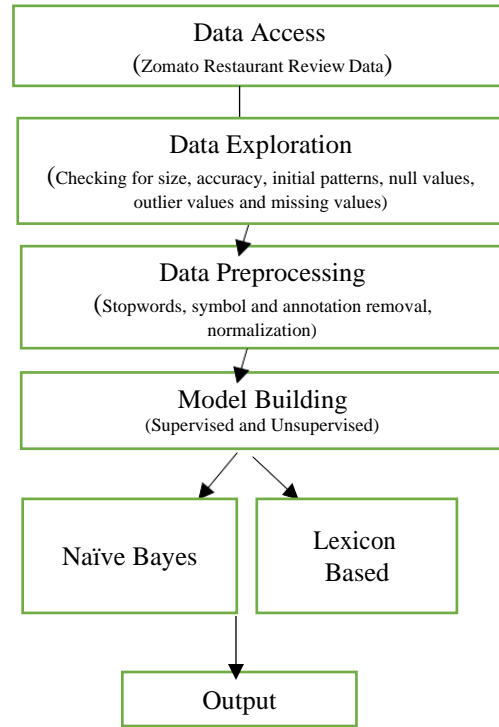 Data Access
(Zomato Restaurant Review Data)
Data Exploration
(Checking for size, accuracy, initial patterns, null values,
outlier values and missing values)
Data Preprocessing
(Stopwords, symbol and annotation removal,
normalization)
Model Building
(Supervised and Unsupervised)
Naïve Bayes
Lexicon
Based
Output